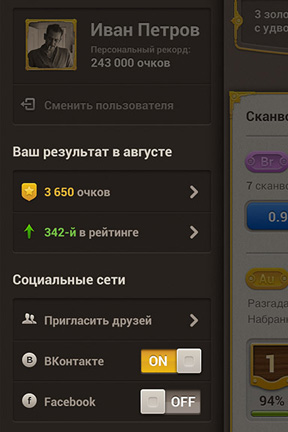 Иван Петров
Персональный рекорд:
243 000 очков
Сменить пользователя
Ваш результат в августе
3 650 очков
342-й в рейтинге
Социальные сети
Пригласить друзей
B ВКонтакте ON
f Facebook OFF
3 золо
с удво
Сканво
Br.
7 сканво
0.9
Au
Разгада
Набранн
1
94%